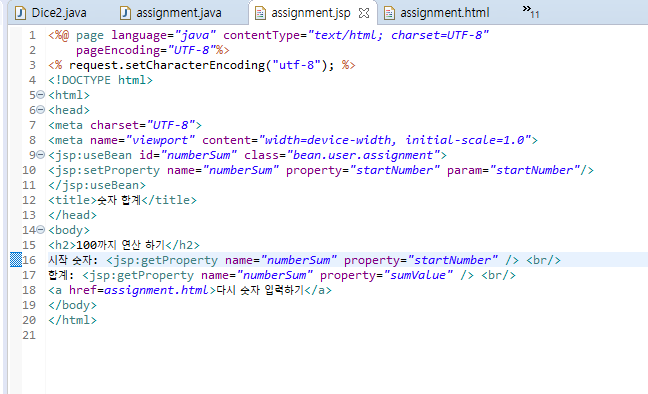 Dice2.java assignment.java assignment.jsp assignment.html »11
1 <%@ page language="java" contentType="text/html; charset=UTF-8"
2 pageEncoding="UTF-8"%>
3 <% request.setCharacterEncoding("utf-8"); %>
4 <!DOCTYPE html>
5 <html>
6 <head>
7 <meta charset="UTF-8">
8 <meta name="viewport" content="width=device-width, initial-scale=1.0">
9 <jsp:useBean id="numberSum" class="bean.user.assignment">
10 <jsp:setProperty name="numberSum" property="startNumber" param="startNumber"/>
11 </jsp:useBean>
12 <title>숫자 합계</title>
13 </head>
14 <body>
15 <h2>100까지 연산 하기</h2>
16 시작 숫자: <jsp:getProperty name="numberSum" property="startNumber" /> <br/>
17 합계: <jsp:getProperty name="numberSum" property="sumValue" /> <br/>
18 <a href=assignment.html>다시 숫자 입력하기</a>
19 </body>
20 </html>
21